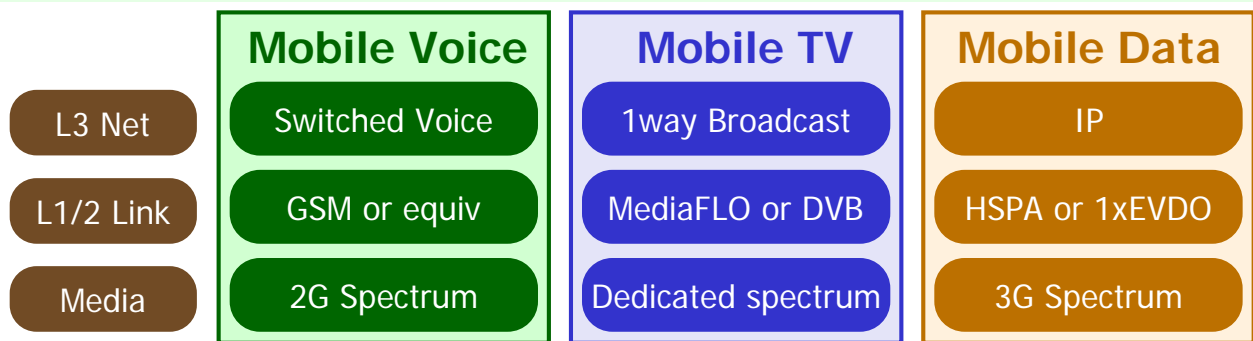 Mobile Voice
Mobile TV
Mobile Data
L3 Net
Switched Voice
1way Broadcast
IP
L1/2 Link
GSM or equiv
MediaFLO or DVB
HSPA or 1xEVDO
Media
2G Spectrum
Dedicated spectrum
3G Spectrum